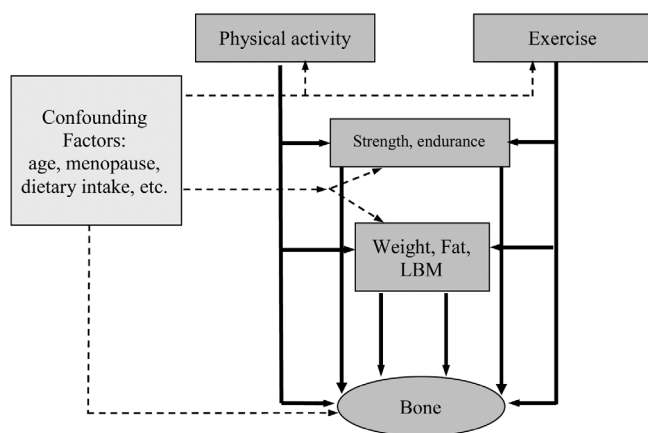 Physical activity
Exercise
Confounding
Factors:
age, menopause,
dietary intake, etc.
Strength, endurance
Weight, Fat,
LBM
Bone